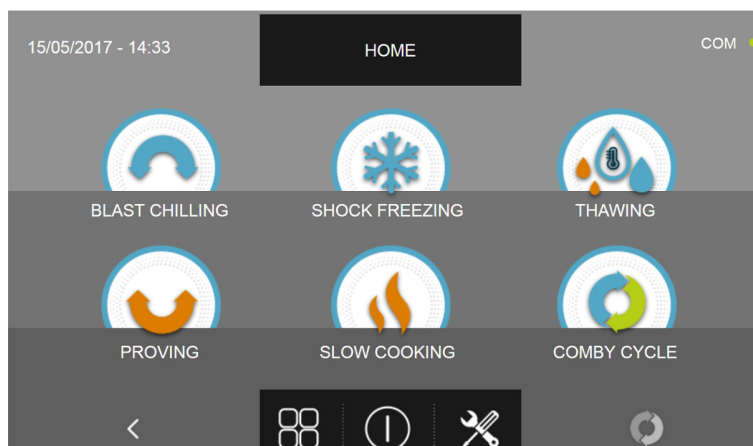 15/05/2017 - 14:33
HOME
COM
BLAST CHILLING
SHOCK FREEZING
THAWING
PROVING
SLOW COOKING
COMBY CYCLE